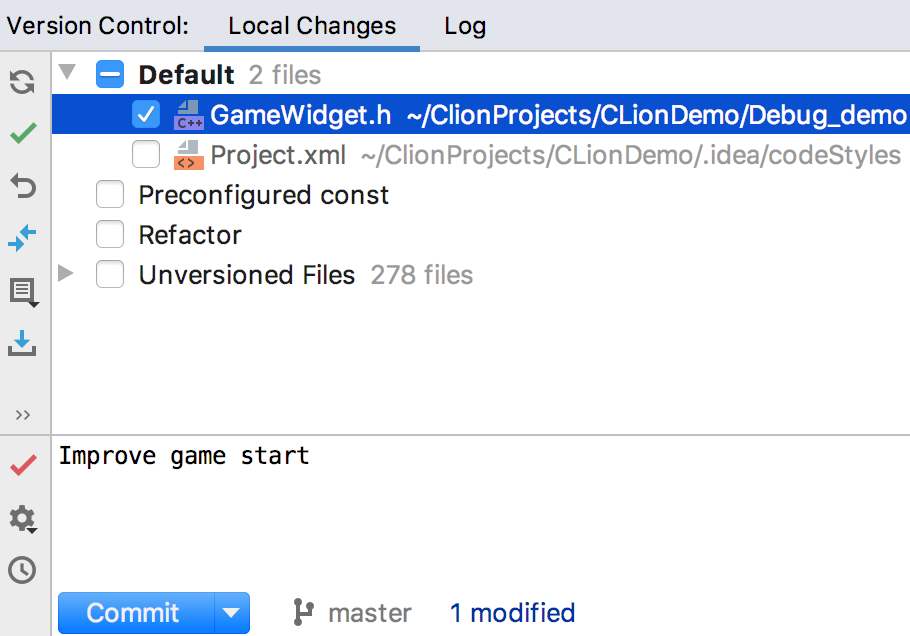 Version Control: Local Changes Log
Default 2 files
C++ GameWidget.h ~/ClionProjects/CLionDemo/Debug_demo
<> Project.xml ~/ClionProjects/CLionDemo/.idea/codeStyles
Preconfigured const
Refactor
Unversioned Files 278 files
Improve game start
Commit master 1 modified